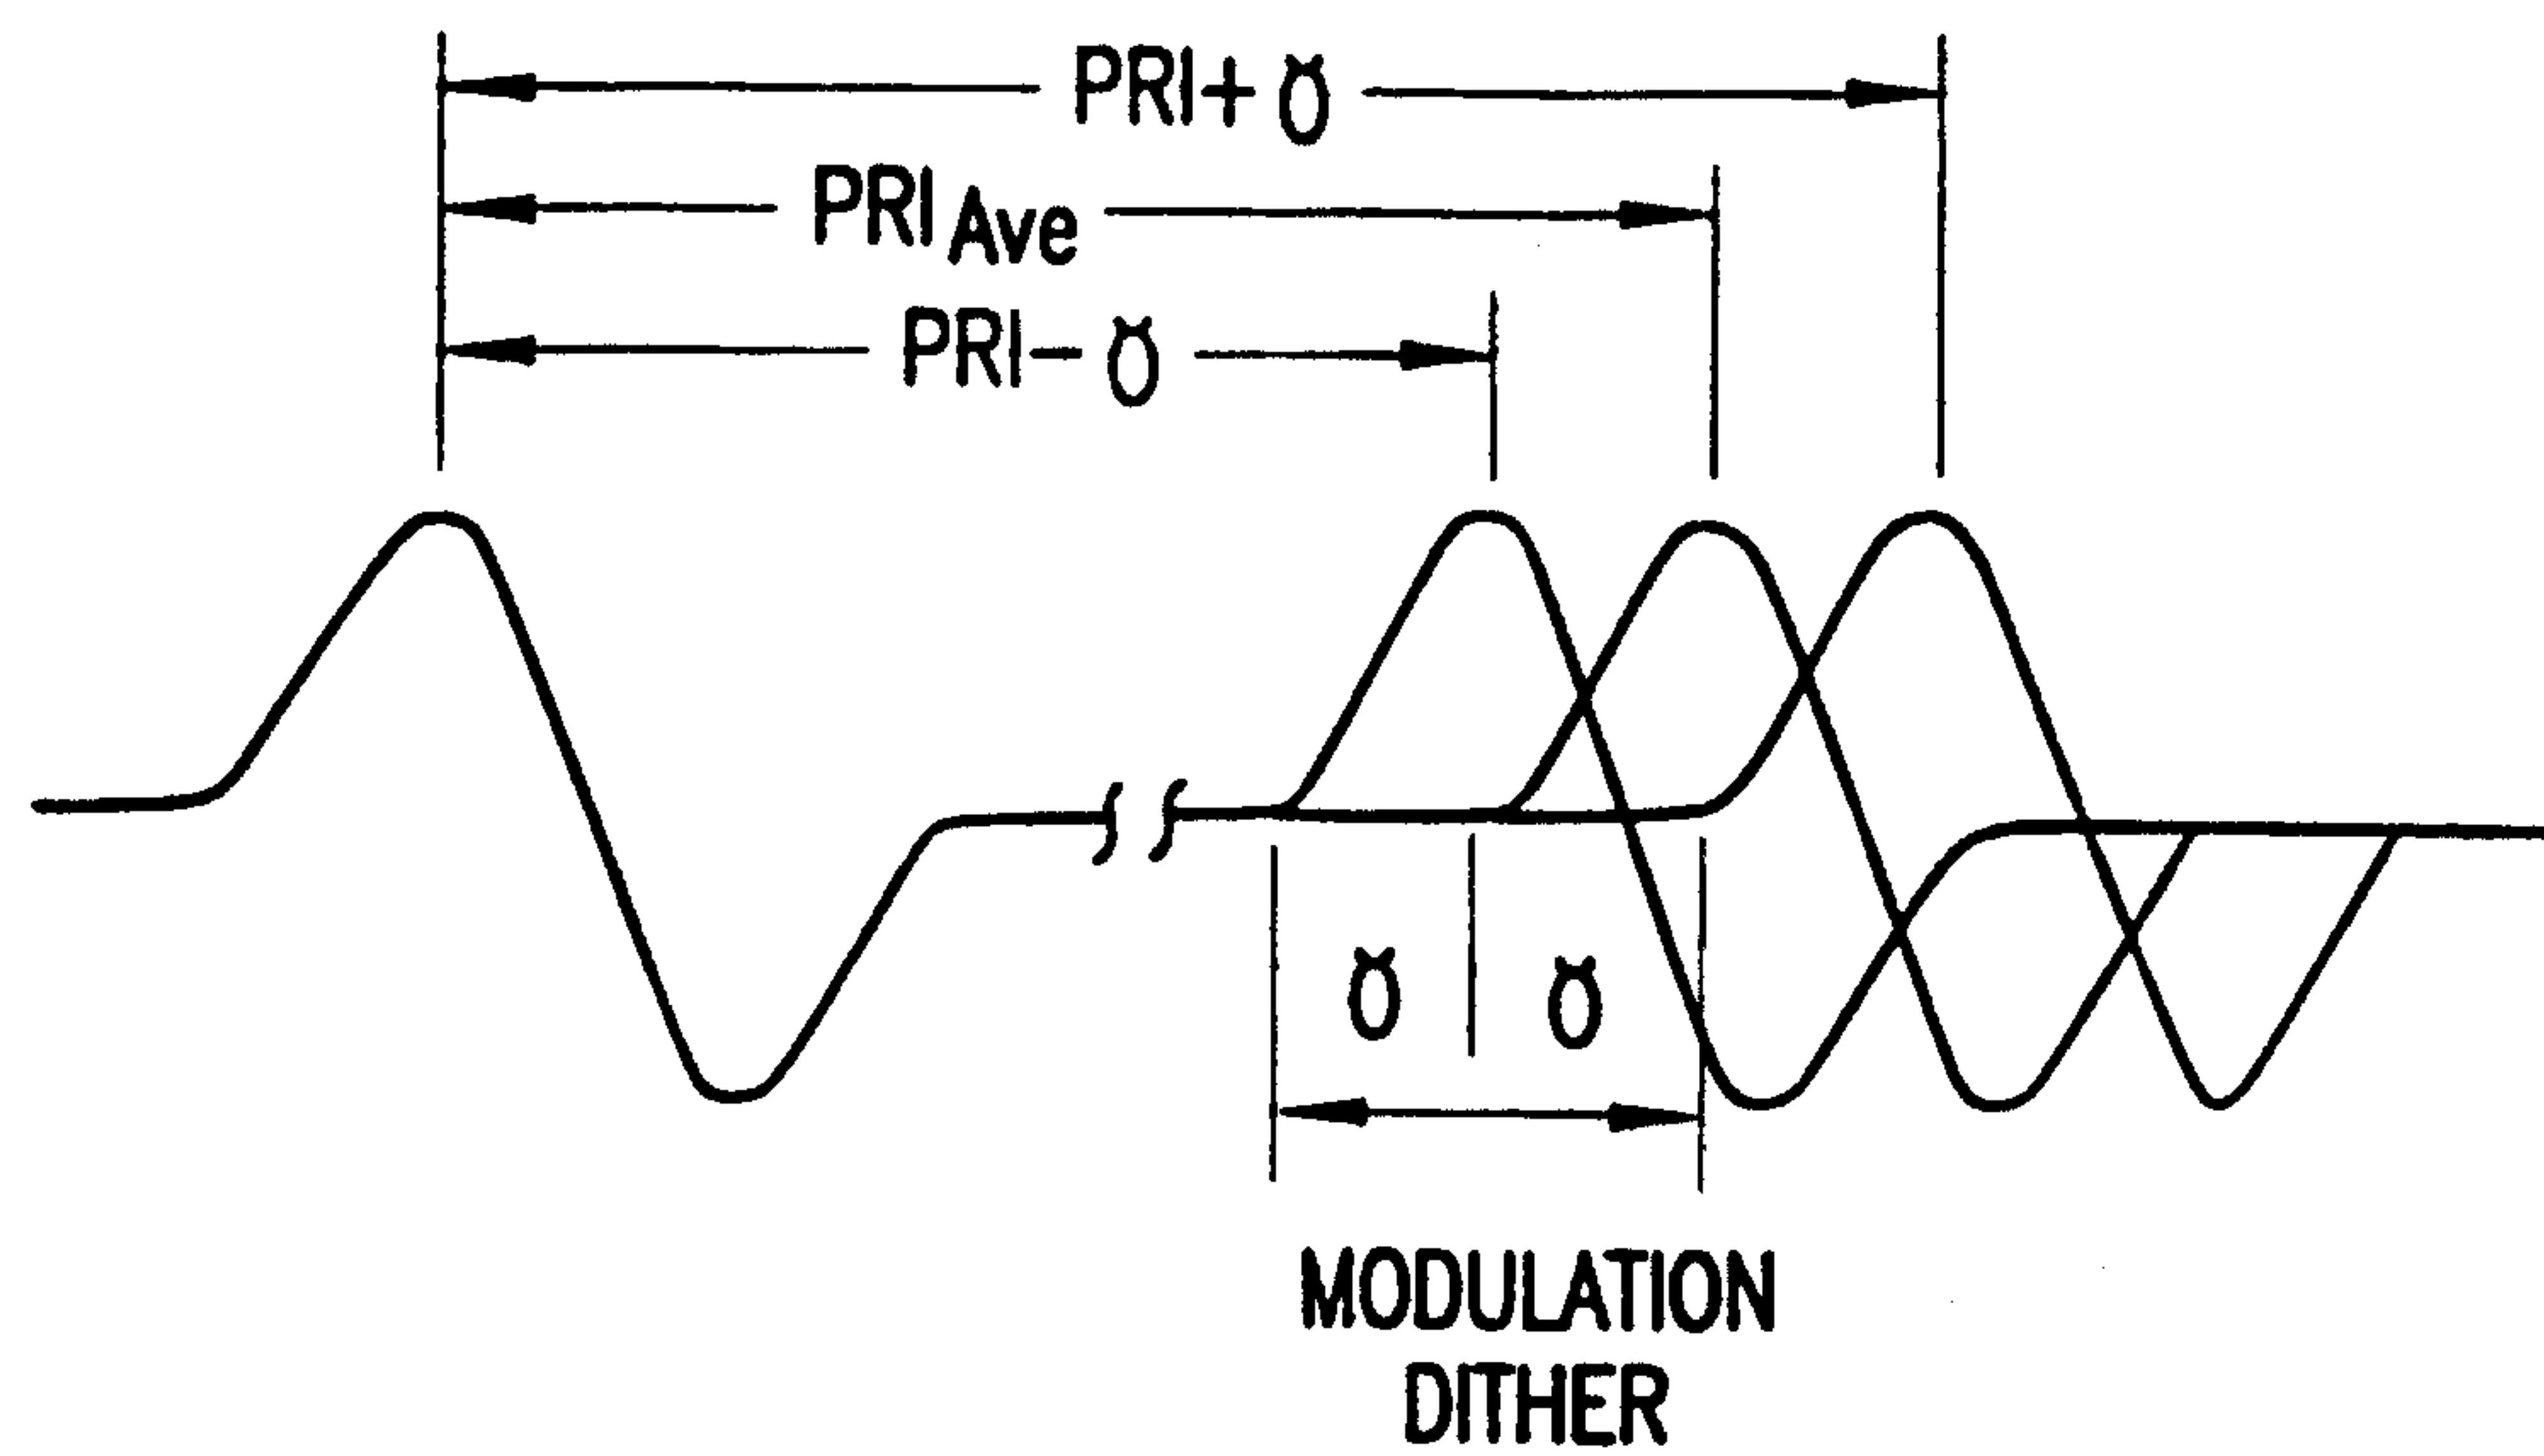 PRI+ δ
PRI Ave
PRI− δ
δ δ
MODULATION
DITHER